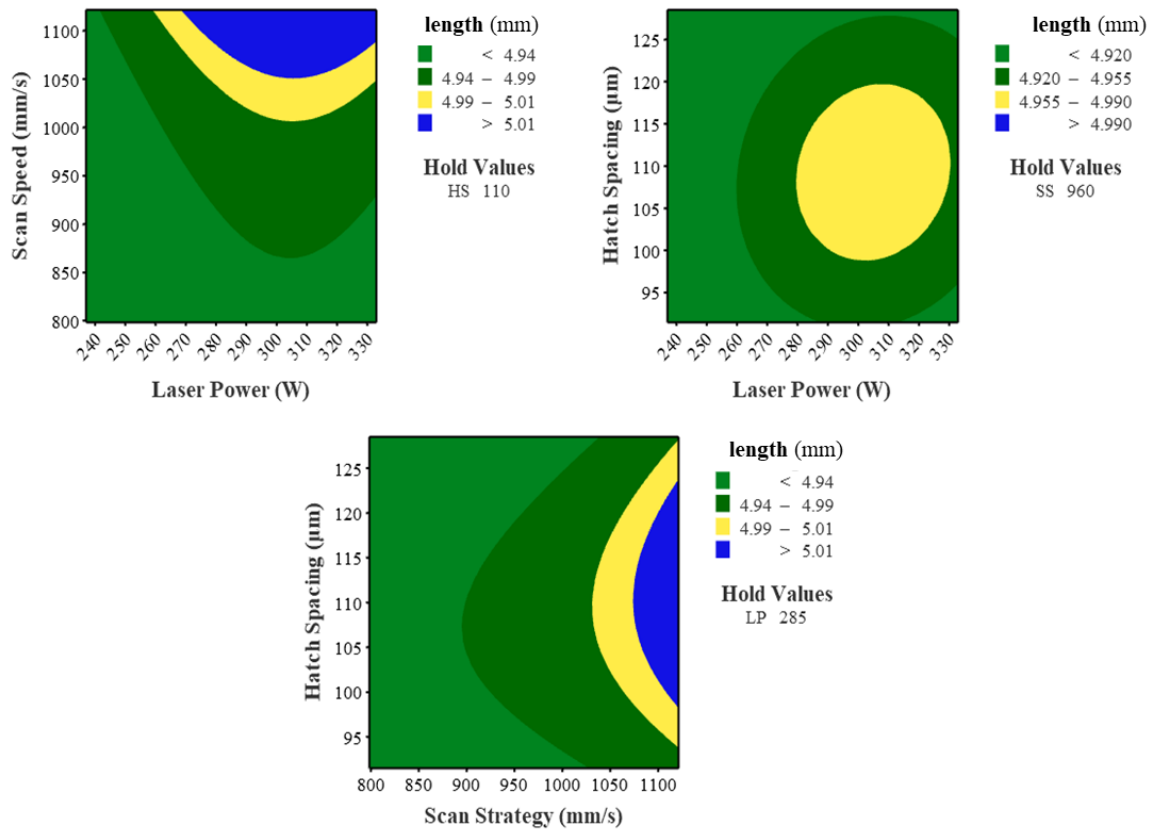 length (mm)
< 4.94
4.94 – 4.99
4.99 – 5.01
> 5.01
Hold Values
HS 110
Scan Speed (mm/s)
1100
1050
1000
950
900
850
800
240 250 260 270 280 290 300 310 320 330
Laser Power (W)
length (mm)
< 4.920
4.920 – 4.955
4.955 – 4.990
> 4.990
Hold Values
SS 960
Hatch Spacing (µm)
125
120
115
110
105
100
95
240 250 260 270 280 290 300 310 320 330
Laser Power (W)
length (mm)
< 4.94
4.94 – 4.99
4.99 – 5.01
> 5.01
Hold Values
LP 285
Hatch Spacing (µm)
125
120
115
110
105
100
95
800 850 900 950 1000 1050 1100
Scan Strategy (mm/s)